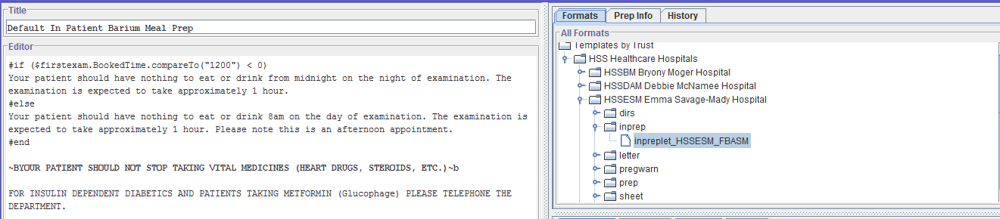 Title
Default In Patient Barium Meal Prep
Editor
#if ($firstexam.BookedTime.compareTo("1200") < 0)
Your patient should have nothing to eat or drink from midnight on the night of examination. The
examination is expected to take approximately 1 hour.
#else
Your patient should have nothing to eat or drink 8am on the day of examination. The examination is
expected to take approximately 1 hour. Please note this is an afternoon appointment.
#end
~BYOUR PATIENT SHOULD NOT STOP TAKING VITAL MEDICINES (HEART DRUGS, STEROIDS, ETC.)~b
FOR INSULIN DEPENDENT DIABETICS AND PATIENTS TAKING METFORMIN (Glucophage) PLEASE TELEPHONE THE
DEPARTMENT.
Formats Prep Info History
All Formats
Templates by Trust
HSS Healthcare Hospitals
HSSBM Bryony Moger Hospital
HSSDAM Debbie McNamee Hospital
HSSESM Emma Savage-Mady Hospital
dirs
inprep
inpreplet_HSSESM_FBASM
letter
pregwarn
prep
sheet